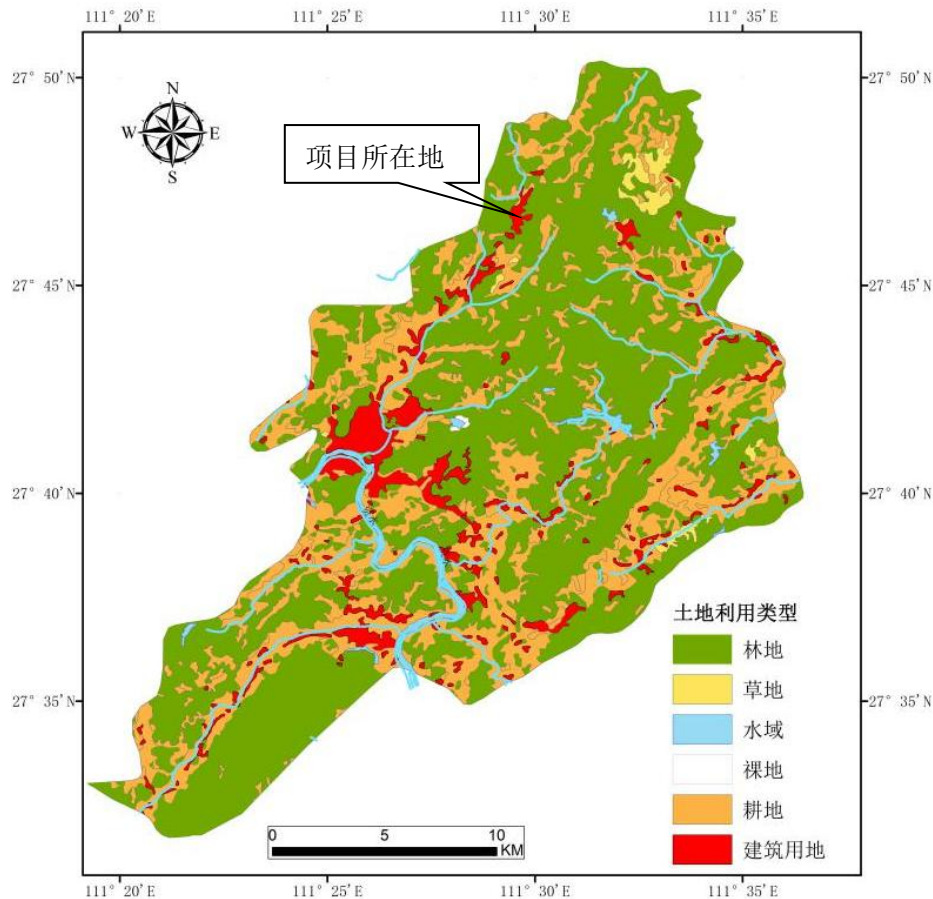 111° 20′E 111° 25′E 111° 30′E 111° 35′E
27° 50′N 27° 50′N
N
W E
S
项目所在地
27° 45′N 27° 45′N
27° 40′N 27° 40′N
土地利用类型
林地
草地
27° 35′N 27° 35′N
水域
裸地
耕地
0 5 10
KM
建筑用地
111° 20′E 111° 25′E 111° 30′E 111° 35′E